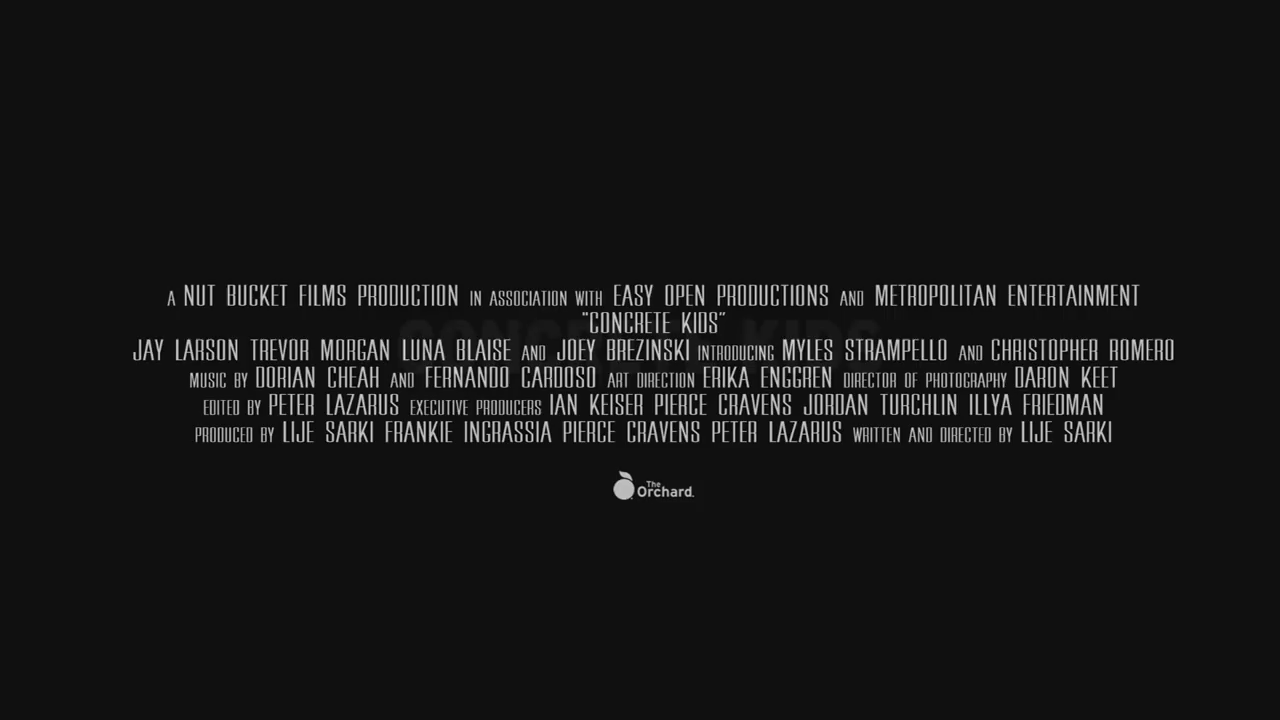 A NUT BUCKET FILMS PRODUCTION IN ASSOCIATION WITH EASY OPEN PRODUCTIONS AND METROPOLITAN ENTERTAINMENT
CONCRETE KIDS
"CONCRETE KIDS"
JAY LARSON TREVOR MORGAN LUNA BLAISE AND JOEY BREZINSKI INTRODUCING MYLES STRAMPELLO AND CHRISTOPHER ROMERO
MUSIC BY DORIAN CHEAH AND FERNANDO CARDOSO ART DIRECTION ERIKA ENGGREN DIRECTOR OF PHOTOGRAPHY DARON KEET
EDITED BY PETER LAZARUS EXECUTIVE PRODUCERS IAN KEISER PIERCE CRAVENS JORDAN TURCHLIN ILLYA FRIEDMAN
PRODUCED BY LIJE SARKI FRANKIE INGRASSIA PIERCE CRAVENS PETER LAZARUS WRITTEN AND DIRECTED BY LIJE SARKI
The
Orchard.